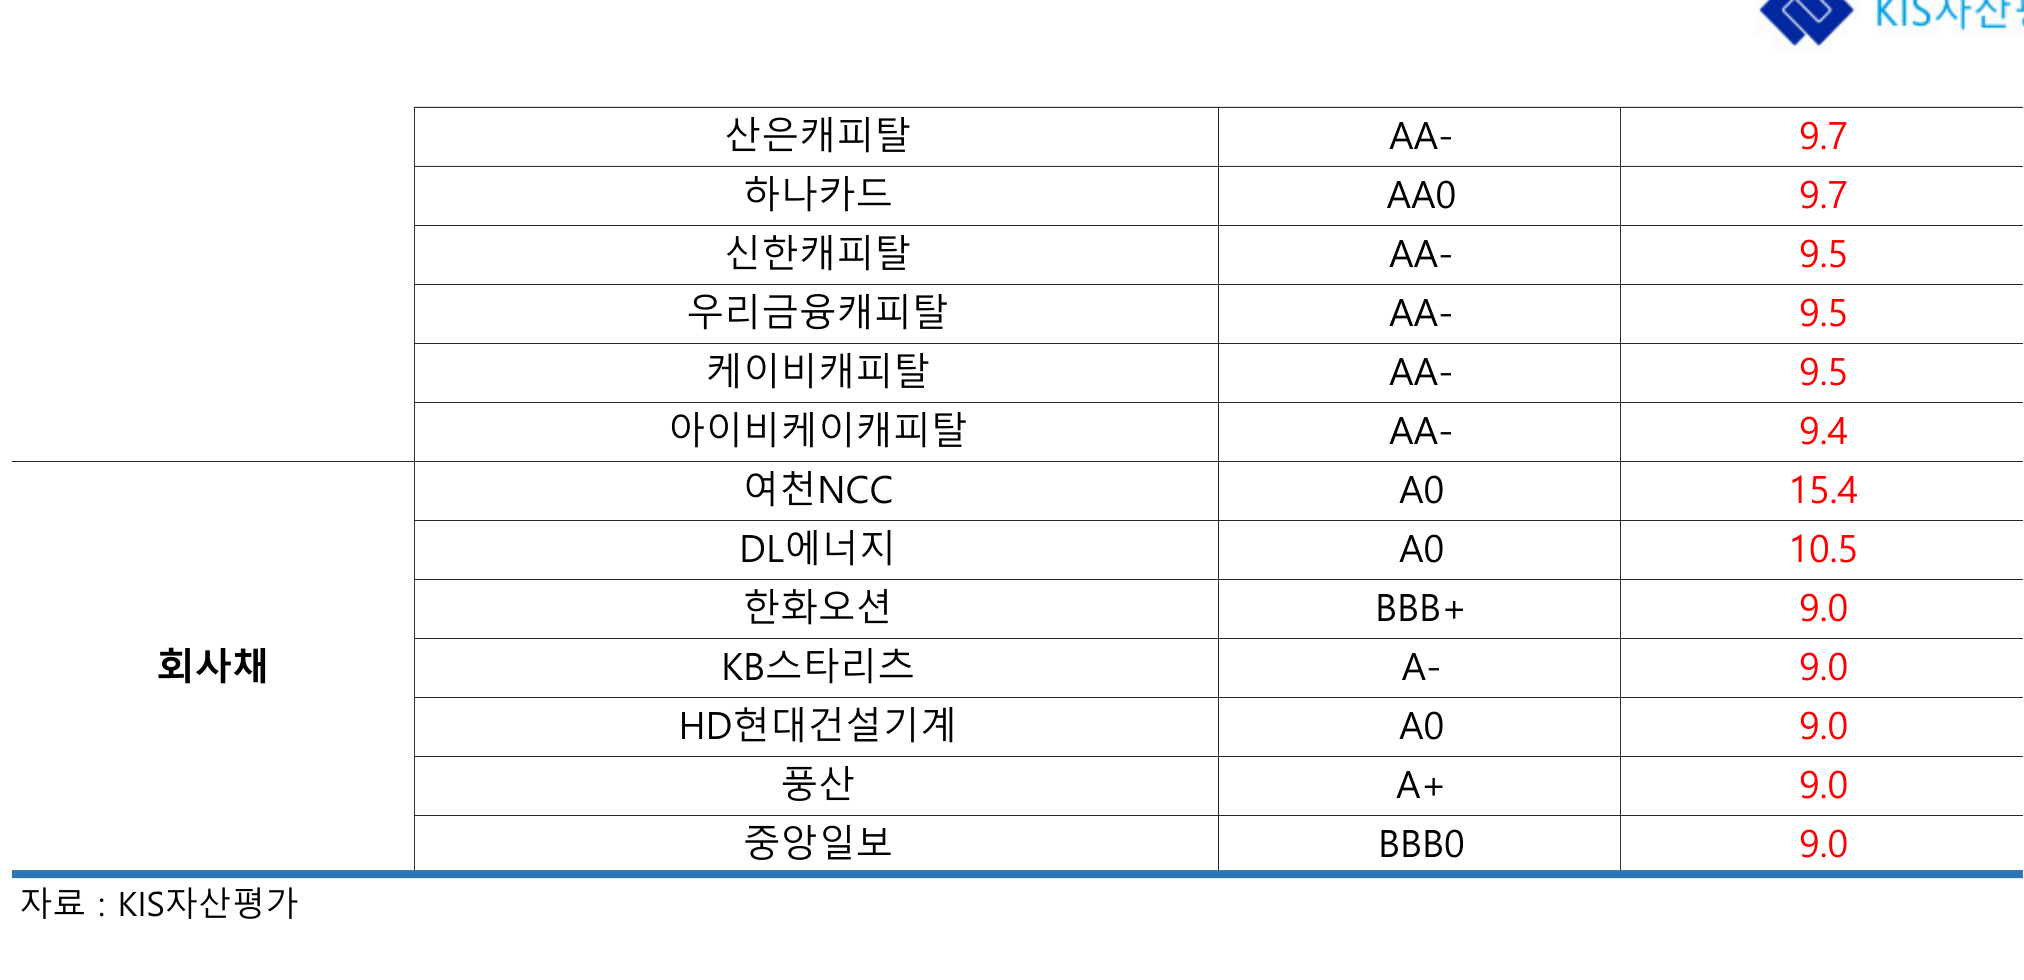 KIS자산
산은캐피탈 AA- 9.7
하나카드 AA0 9.7
신한캐피탈 AA- 9.5
우리금융캐피탈 AA- 9.5
케이비캐피탈 AA- 9.5
아이비케이캐피탈 AA- 9.4
여천NCC A0 15.4
DL에너지 A0 10.5
한화오션 BBB+ 9.0
회사채 KB스타리츠 A- 9.0
HD현대건설기계 A0 9.0
풍산 A+ 9.0
중앙일보 BBB0 9.0
자료 : KIS자산평가